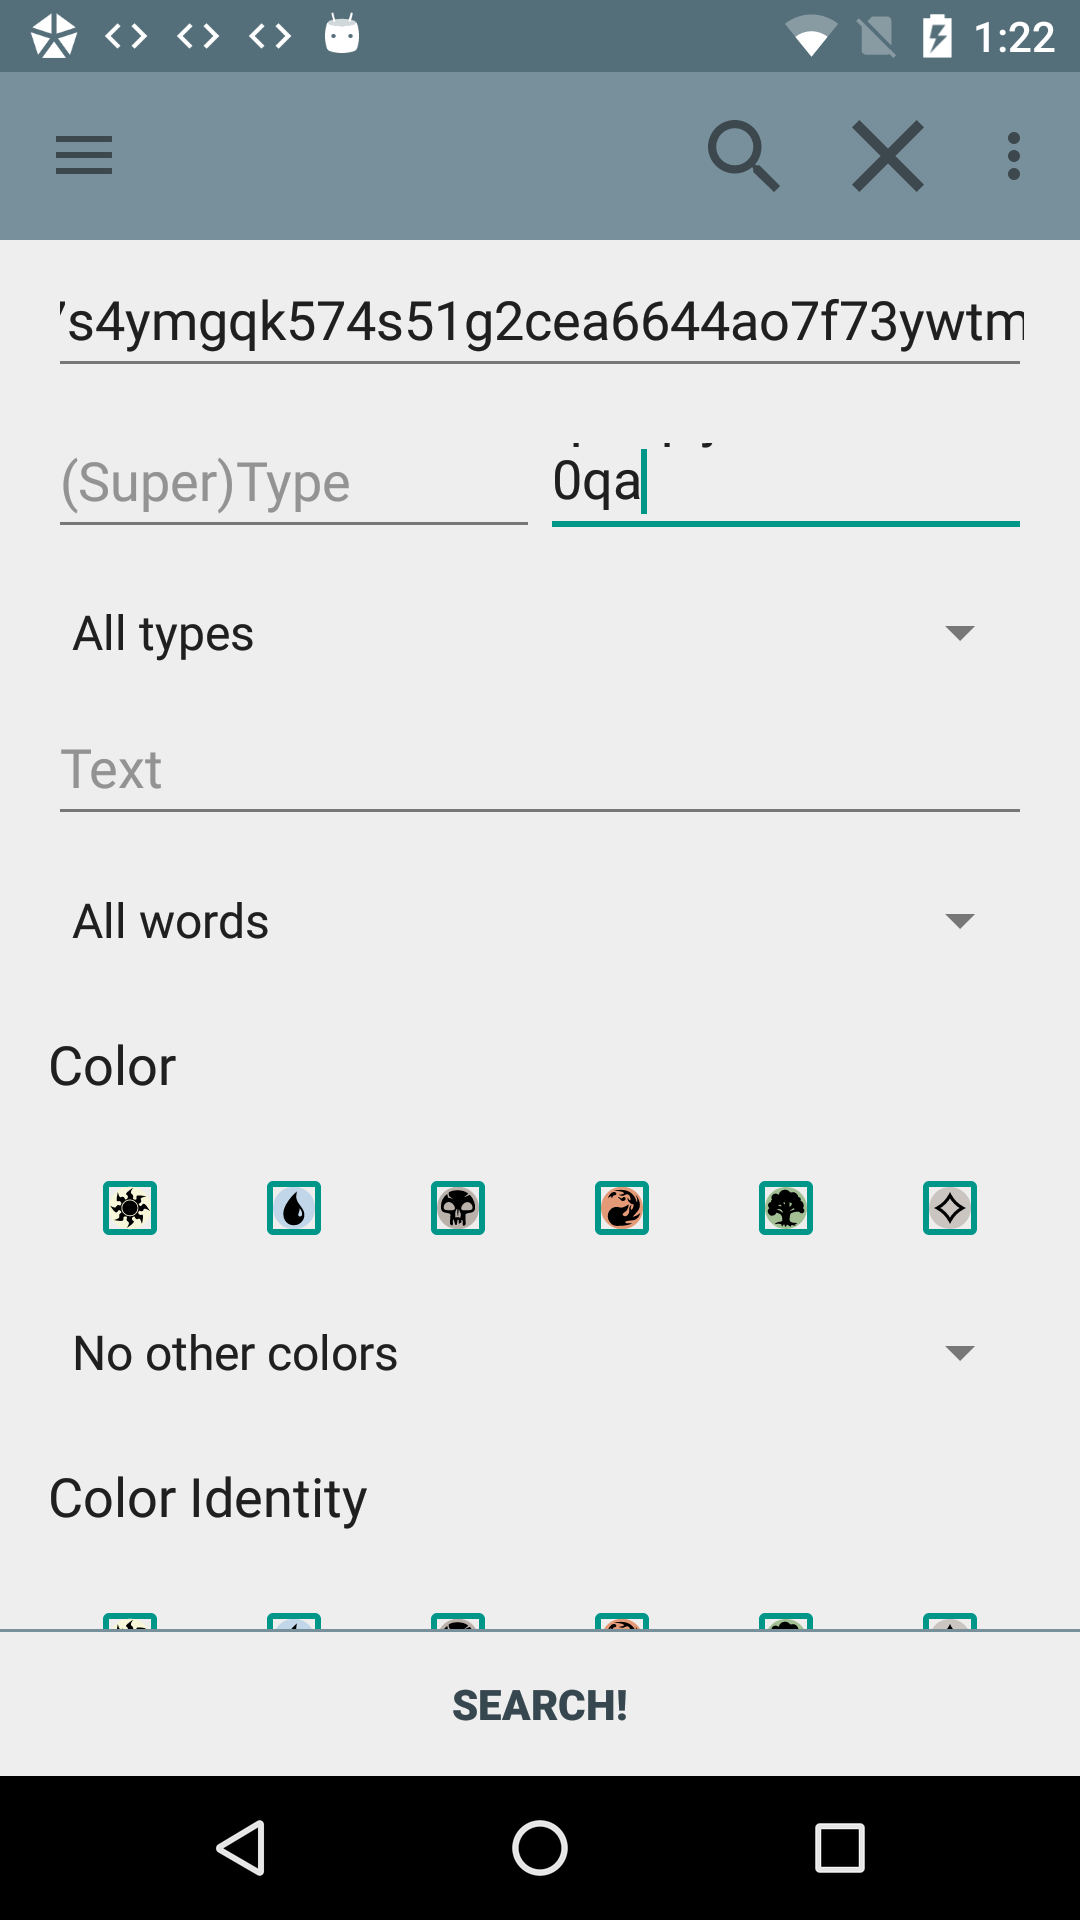 1:22
s4ymgqk574s51g2cea6644ao7f73ywtm
(Super)Type
0qa
All types
Text
All words
Color
No other colors
Color Identity
SEARCH!